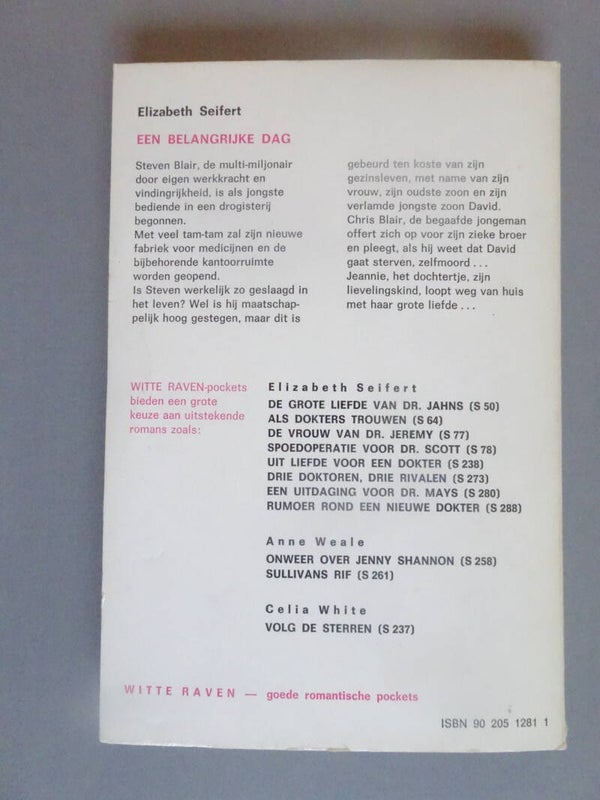 Elizabeth Seifert
EEN BELANGRIJKE DAG
Steven Blair, de multi-miljonair
door eigen werkkracht en
vindingrijkheid, is als jongste
bediende in een drogisterij
begonnen.
Met veel tam-tam zal zijn nieuwe
fabriek voor medicijnen en de
bijbehorende kantoorruimte
worden geopend.
Is Steven werkelijk zo geslaagd in
het leven? Wel is hij maatschap-
pelijk hoog gestegen, maar dit is
gebeurd ten koste van zijn
gezinsleven, met name van zijn
vrouw, zijn oudste zoon en zijn
verlamde jongste zoon David.
Chris Blair, de begaafde jongeman
offert zich op voor zijn zieke broer
en pleegt, als hij weet dat David
gaat sterven, zelfmoord . . .
Jeannie, het dochtertje, zijn
lievelingskind, loopt weg van huis
met haar grote liefde . . .
WITTE RAVEN-pockets
bieden een grote
keuze aan uitstekende
romans zoals:
Elizabeth Seifert
DE GROTE LIEFDE VAN DR. JAHNS (S 50)
ALS DOKTERS TROUWEN (S 64)
DE VROUW VAN DR. JEREMY (S 77)
SPOEDOPERATIE VOOR DR. SCOTT (S 78)
UIT LIEFDE VOOR EEN DOKTER (S 238)
DRIE DOKTOREN, DRIE RIVALEN (S 273)
EEN UITDAGING VOOR DR. MAYS (S 280)
RUMOER ROND EEN NIEUWE DOKTER (S 288)
Anne Weale
ONWEER OVER JENNY SHANNON (S 258)
SULLIVANS RIF (S 261)
Celia White
VOLG DE STERREN (S 237)
WITTE RAVEN — goede romantische pockets
ISBN 90 205 1281 1